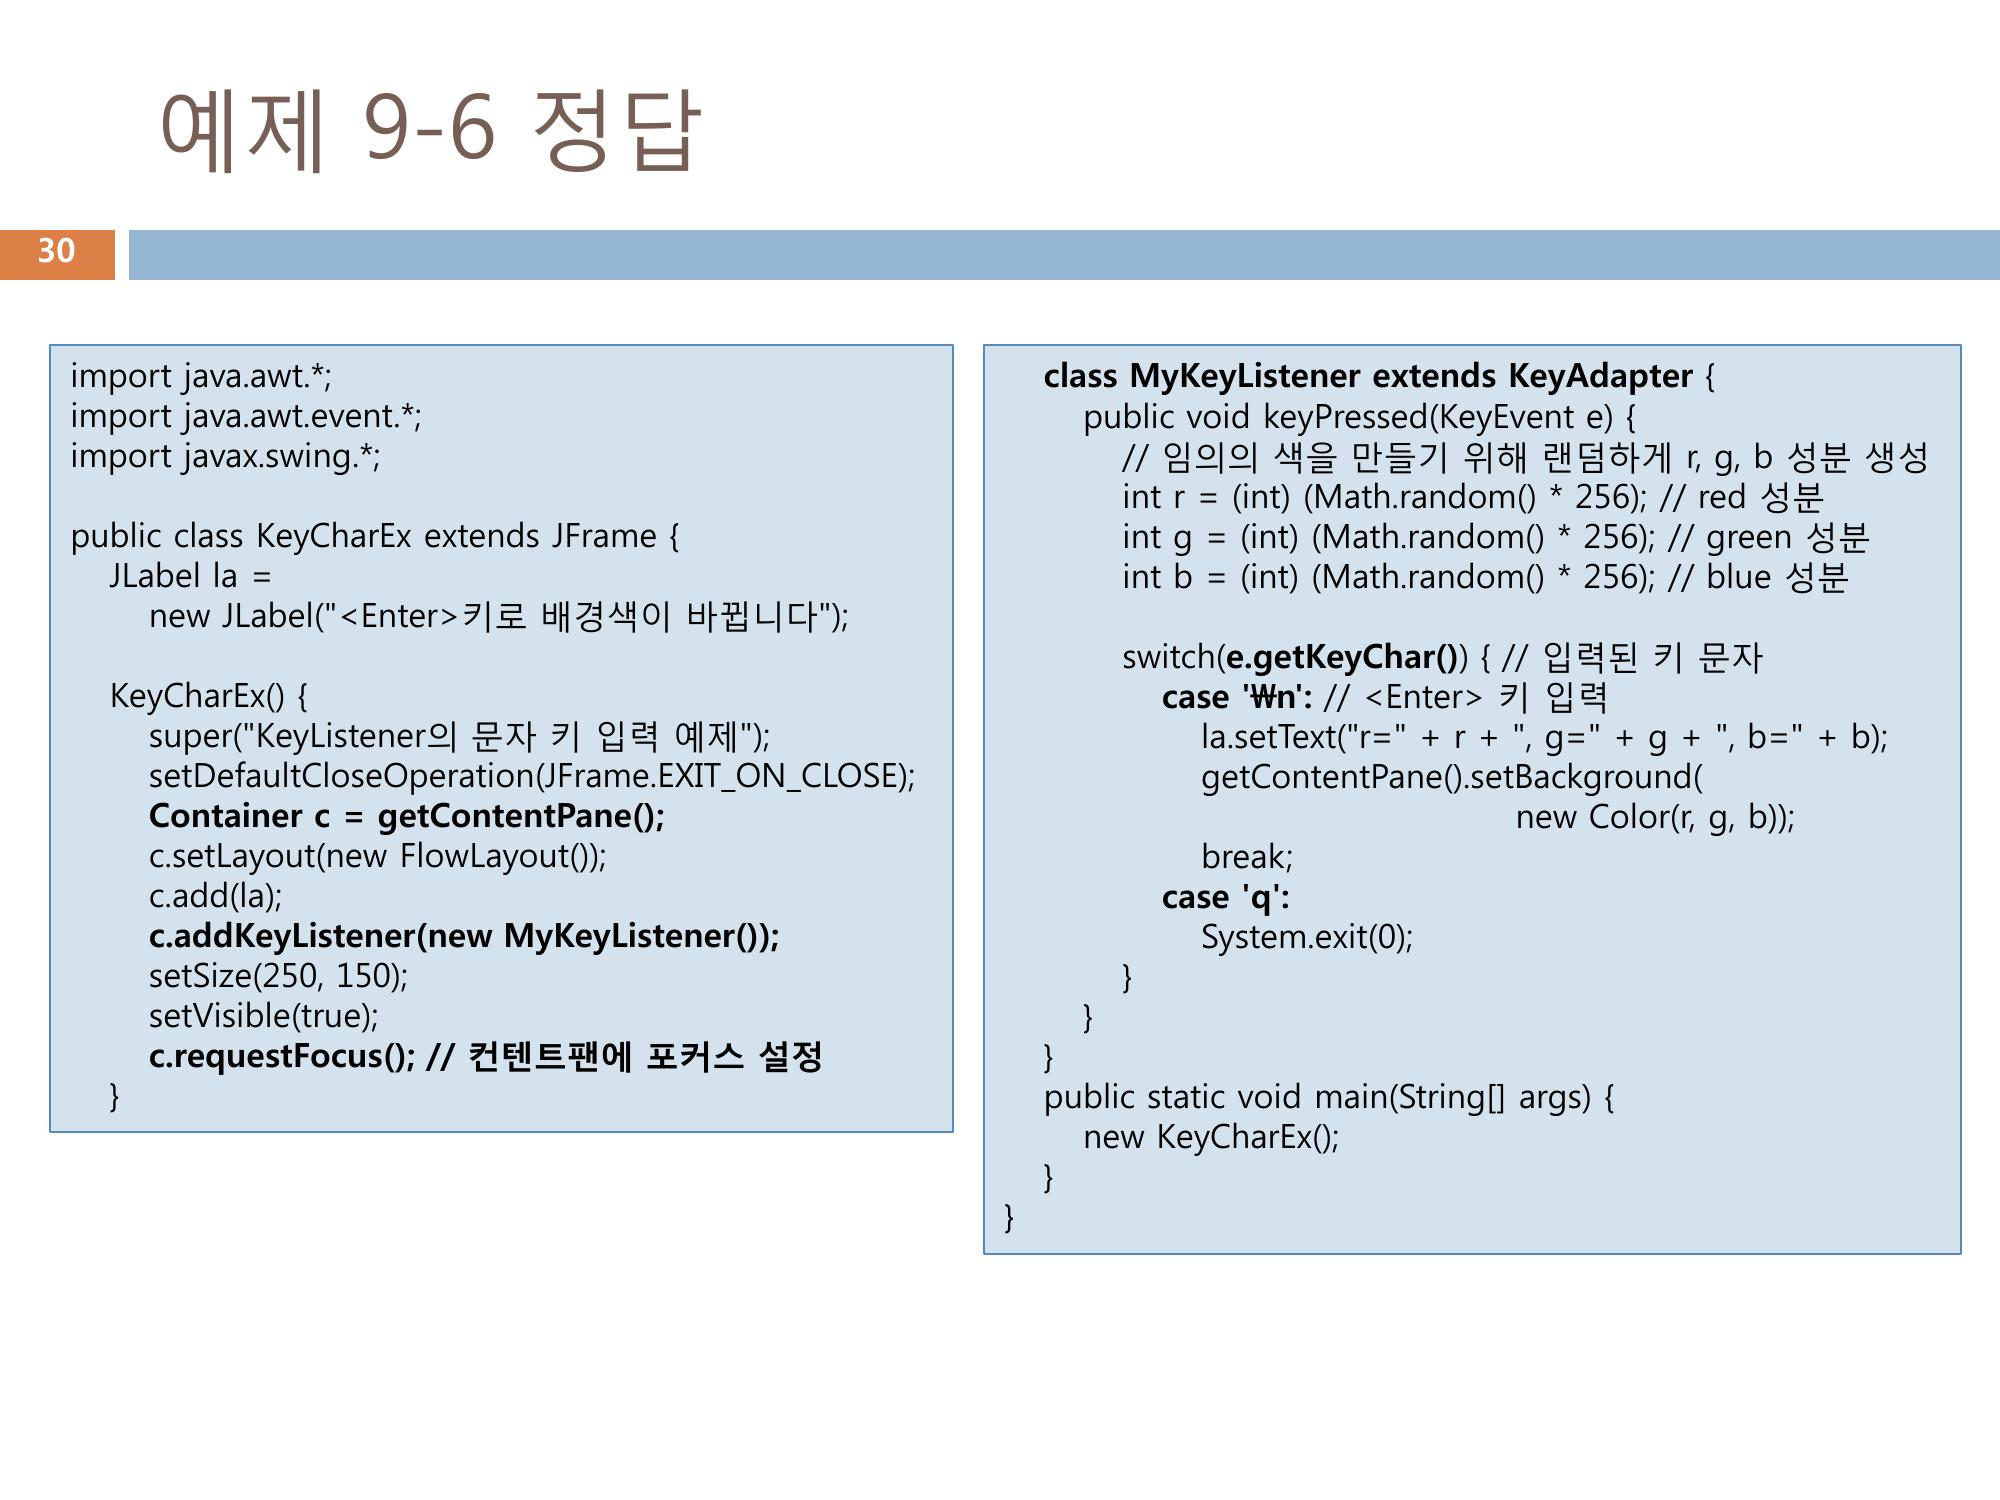 예제 9-6 정답
30
import java.awt.*;
import java.awt.event.*;
import javax.swing.*;
public class KeyCharEx extends JFrame {
JLabel la =
new JLabel("<Enter>키로 배경색이 바뀝니다");
KeyCharEx() {
super("KeyListener의 문자 키 입력 예제");
setDefaultCloseOperation(JFrame.EXIT_ON_CLOSE);
Container c = getContentPane();
c.setLayout(new FlowLayout());
c.add(la);
c.addKeyListener(new MyKeyListener());
setSize(250, 150);
setVisible(true);
c.requestFocus(); // 컨텐트팬에 포커스 설정
}
class MyKeyListener extends KeyAdapter {
public void keyPressed(KeyEvent e) {
// 임의의 색을 만들기 위해 랜덤하게 r, g, b 성분 생성
int r = (int) (Math.random() * 256); // red 성분
int g = (int) (Math.random() * 256); // green 성분
int b = (int) (Math.random() * 256); // blue 성분
switch(e.getKeyChar()) { // 입력된 키 문자
case '₩n': // <Enter> 키 입력
la.setText("r=" + r + ", g=" + g + ", b=" + b);
getContentPane().setBackground(
new Color(r, g, b));
break;
case 'q':
System.exit(0);
}
}
}
public static void main(String[] args) {
new KeyCharEx();
}
}